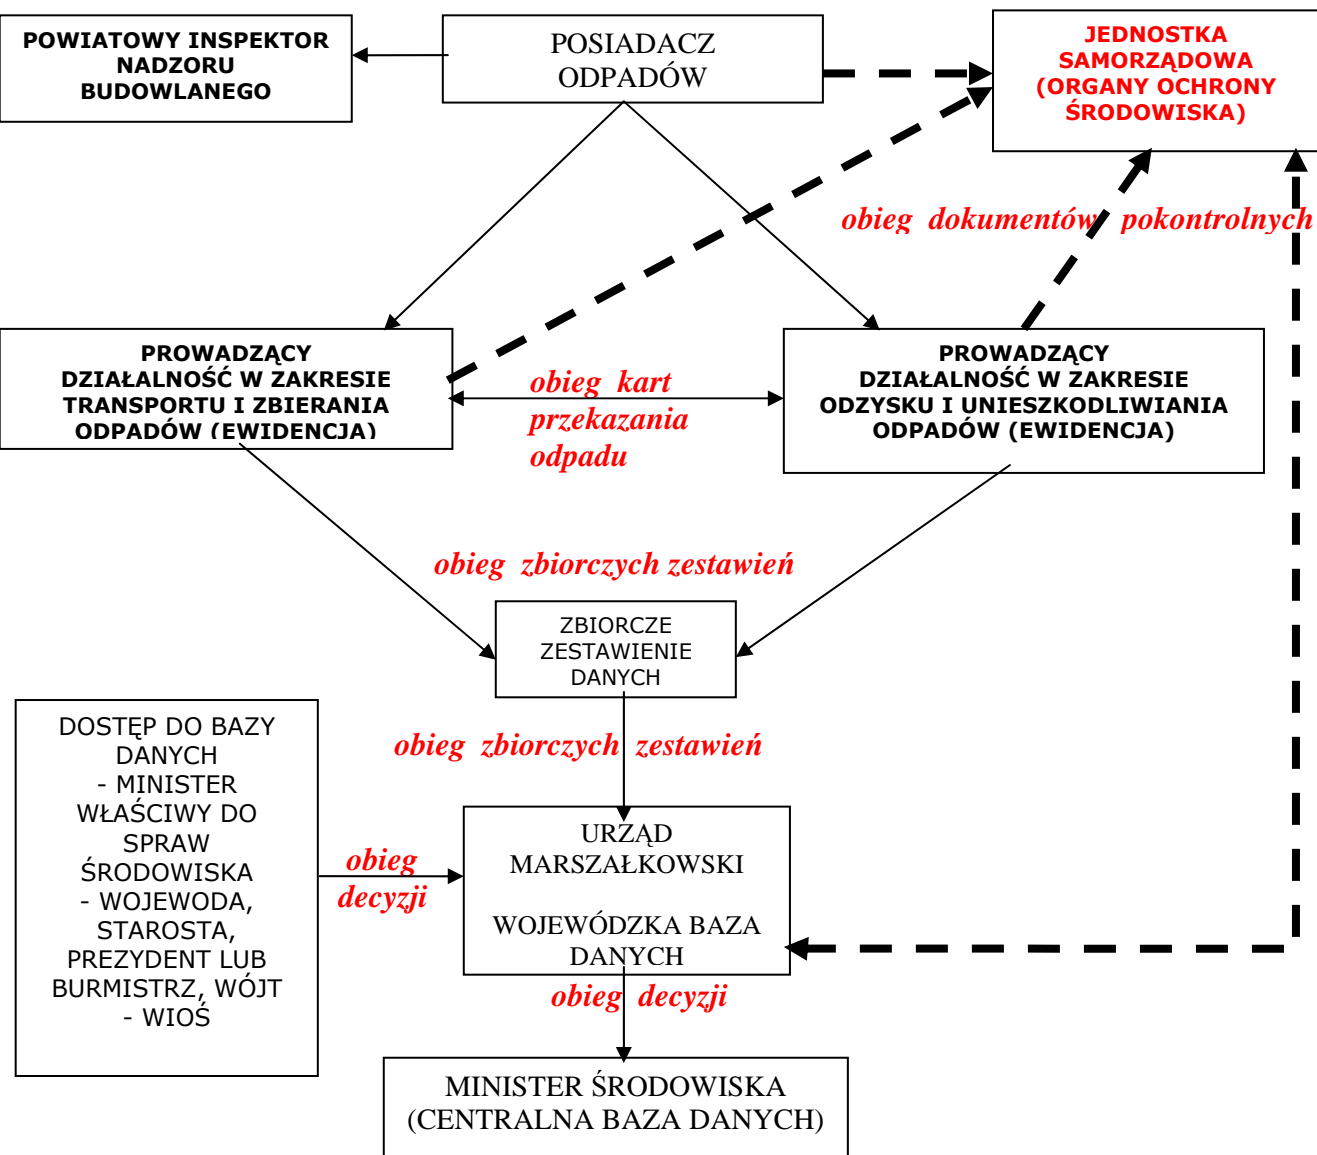 POWIATOWY INSPEKTOR
NADZORU
BUDOWLANEGO
POSIADACZ
ODPADÓW
JEDNOSTKA
SAMORZĄDOWA
(ORGANY OCHRONY
ŚRODOWISKA)
obieg dokumentów pokontrolnych
PROWADZĄCY
DZIAŁALNOŚĆ W ZAKRESIE
TRANSPORTU I ZBIERANIA
ODPADÓW (EWIDENCJA)
obieg kart
przekazania
odpadu
PROWADZĄCY
DZIAŁALNOŚĆ W ZAKRESIE
ODZYSKU I UNIESZKODLIWIANIA
ODPADÓW (EWIDENCJA)
obieg zbiorczych zestawień
ZBIORCZE
ZESTAWIENIE
DANYCH
obieg zbiorczych zestawień
DOSTĘP DO BAZY
DANYCH
- MINISTER
WŁAŚCIWY DO
SPRAW
ŚRODOWISKA
- WOJEWODA,
STAROSTA,
PREZYDENT LUB
BURMISTRZ, WÓJT
- WIOŚ
obieg
decyzji
URZĄD
MARSZAŁKOWSKI
WOJEWÓDZKA BAZA
DANYCH
obieg decyzji
MINISTER ŚRODOWISKA
(CENTRALNA BAZA DANYCH)